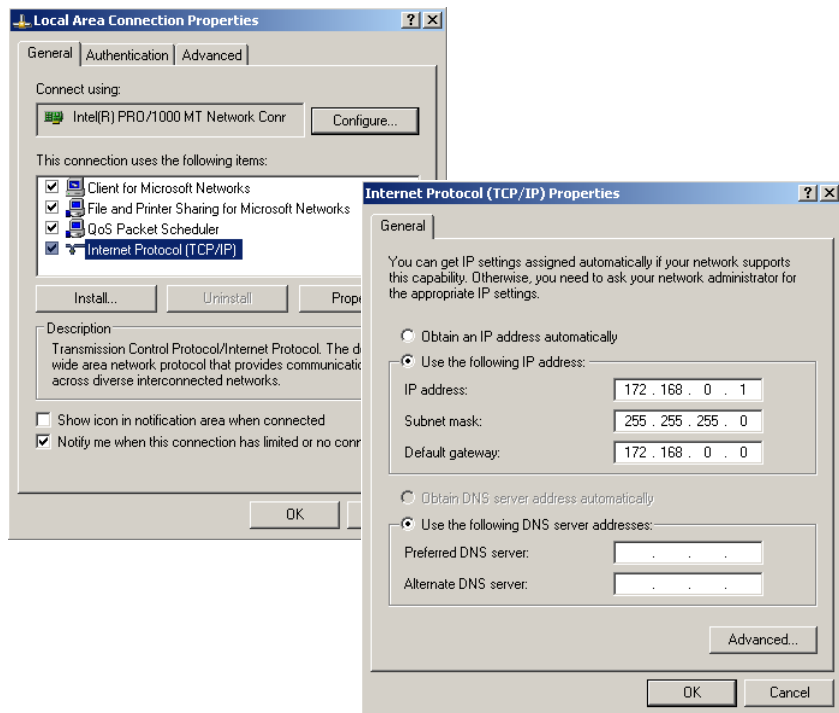 Local Area Connection Properties
General Authentication Advanced
Connect using:
Intel(R) PRO/1000 MT Network Conr
Configure...
This connection uses the following items:
Client for Microsoft Networks
File and Printer Sharing for Microsoft Networks
QoS Packet Scheduler
Internet Protocol (TCP/IP)
Install... Uninstall Prope
Description
Transmission Control Protocol/Internet Protocol. The d
wide area network protocol that provides communicatio
across diverse interconnected networks.
Show icon in notification area when connected
Notify me when this connection has limited or no conn
OK
Internet Protocol (TCP/IP) Properties
General
You can get IP settings assigned automatically if your network supports
this capability. Otherwise, you need to ask your network administrator for
the appropriate IP settings.
Obtain an IP address automatically
Use the following IP address:
IP address: 172 . 168 . 0 . 1
Subnet mask: 255 . 255 . 255 . 0
Default gateway: 172 . 168 . 0 . 0
Obtain DNS server address automatically
Use the following DNS server addresses:
Preferred DNS server: . . .
Alternate DNS server: . . .
Advanced...
OK Cancel